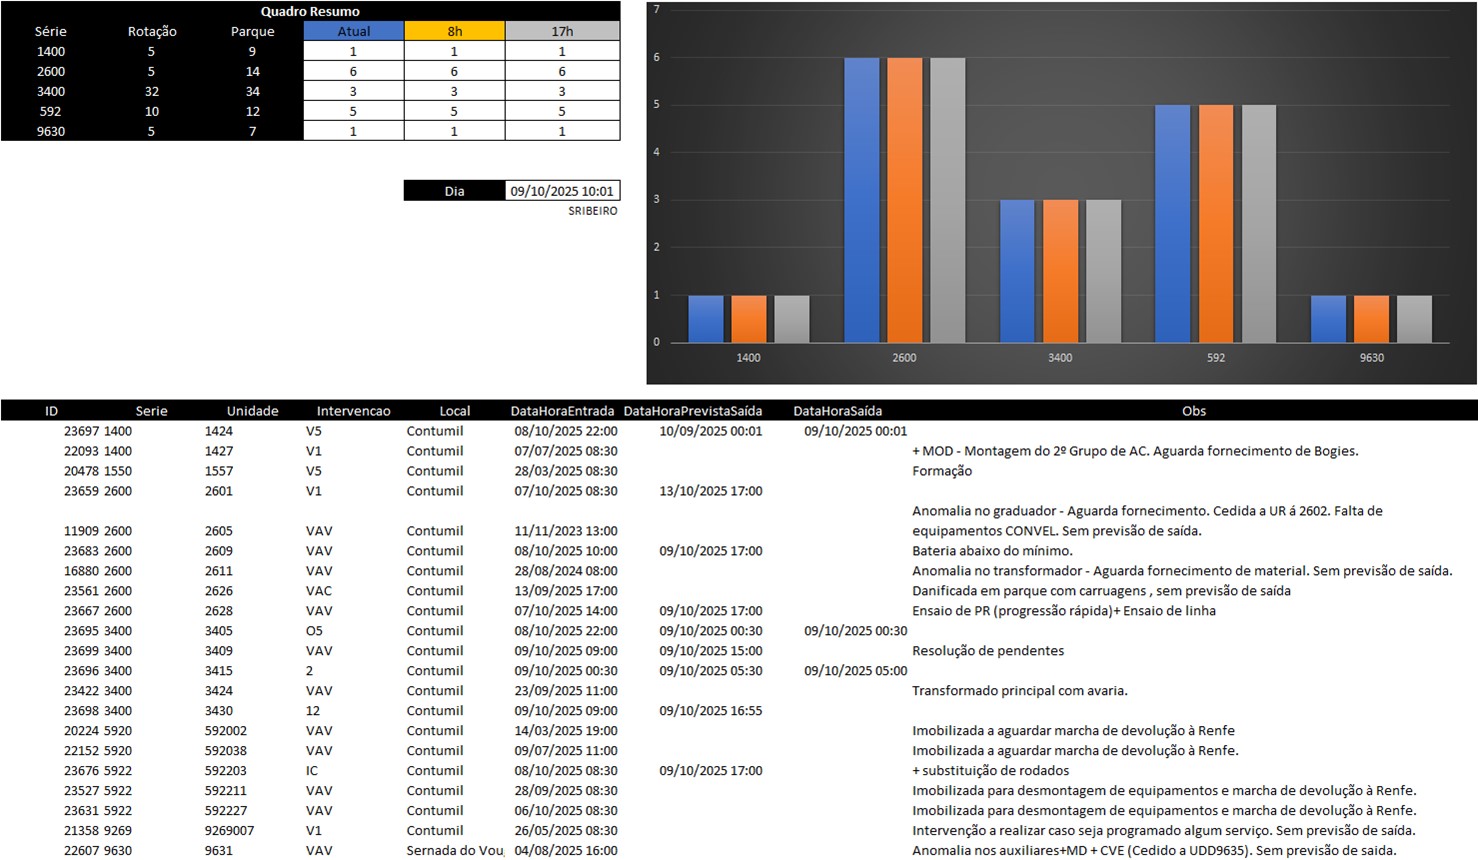 Quadro Resumo
Série Rotação Parque Atual 8h 17h
1400 5 9 1 1 1
2600 5 14 6 6 6
3400 32 34 3 3 3
592 10 12 5 5 5
9630 5 7 1 1 1
Dia 09/10/2025 10:01
SRIBEIRO
7
6
5
4
3
2
1
0
1400 2600 3400 592 9630
ID Serie Unidade Intervencao Local DataHoraEntrada DataHoraPrevistaSaída DataHoraSaída Obs
23697 1400 1424 V5 Contumil 08/10/2025 22:00 10/09/2025 00:01 09/10/2025 00:01
22093 1400 1427 V1 Contumil 07/07/2025 08:30 + MOD - Montagem do 2º Grupo de AC. Aguarda fornecimento de Bogies.
20478 1550 1557 V5 Contumil 28/03/2025 08:30 Formação
23659 2600 2601 V1 Contumil 07/10/2025 08:30 13/10/2025 17:00
Anomalia no graduador - Aguarda fornecimento. Cedida a UR á 2602. Falta de
11909 2600 2605 VAV Contumil 11/11/2023 13:00 equipamentos CONVEL. Sem previsão de saída.
23683 2600 2609 VAV Contumil 08/10/2025 10:00 09/10/2025 17:00 Bateria abaixo do mínimo.
16880 2600 2611 VAV Contumil 28/08/2024 08:00 Anomalia no transformador - Aguarda fornecimento de material. Sem previsão de saída.
23561 2600 2626 VAC Contumil 13/09/2025 17:00 Danificada em parque com carruagens , sem previsão de saída
23667 2600 2628 VAV Contumil 07/10/2025 14:00 09/10/2025 17:00 Ensaio de PR (progressão rápida)+ Ensaio de linha
23695 3400 3405 O5 Contumil 08/10/2025 22:00 09/10/2025 00:30 09/10/2025 00:30
23699 3400 3409 VAV Contumil 09/10/2025 09:00 09/10/2025 15:00 Resolução de pendentes
23696 3400 3415 2 Contumil 09/10/2025 00:30 09/10/2025 05:30 09/10/2025 05:00
23422 3400 3424 VAV Contumil 23/09/2025 11:00 Transformado principal com avaria.
23698 3400 3430 12 Contumil 09/10/2025 09:00 09/10/2025 16:55
20224 5920 592002 VAV Contumil 14/03/2025 19:00 Imobilizada a aguardar marcha de devolução à Renfe
22152 5920 592038 VAV Contumil 09/07/2025 11:00 Imobilizada a aguardar marcha de devolução à Renfe.
23676 5922 592203 IC Contumil 08/10/2025 08:30 09/10/2025 17:00 + substituição de rodados
23527 5922 592211 VAV Contumil 28/09/2025 08:30 Imobilizada para desmontagem de equipamentos e marcha de devolução à Renfe.
23631 5922 592227 VAV Contumil 06/10/2025 08:30 Imobilizada para desmontagem de equipamentos e marcha de devolução à Renfe.
21358 9269 9269007 V1 Contumil 26/05/2025 08:30 Intervenção a realizar caso seja programado algum serviço. Sem previsão de saída.
22607 9630 9631 VAV Sernada do Voug 04/08/2025 16:00 Anomalia nos auxiliares+MD + CVE (Cedido a UDD9635). Sem previsão de saida.